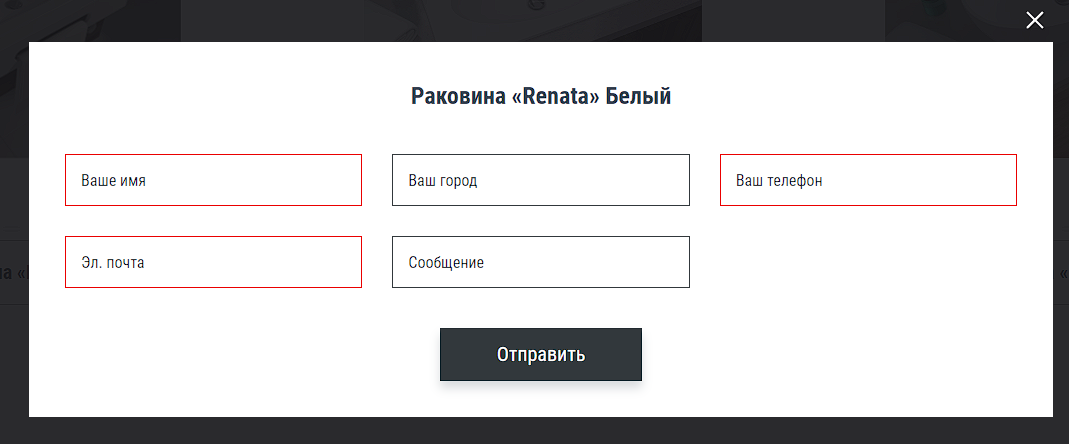 Раковина «Renata» Белый
Ваше имя
Ваш город
Ваш телефон
Эл. почта
Сообщение
Отправить